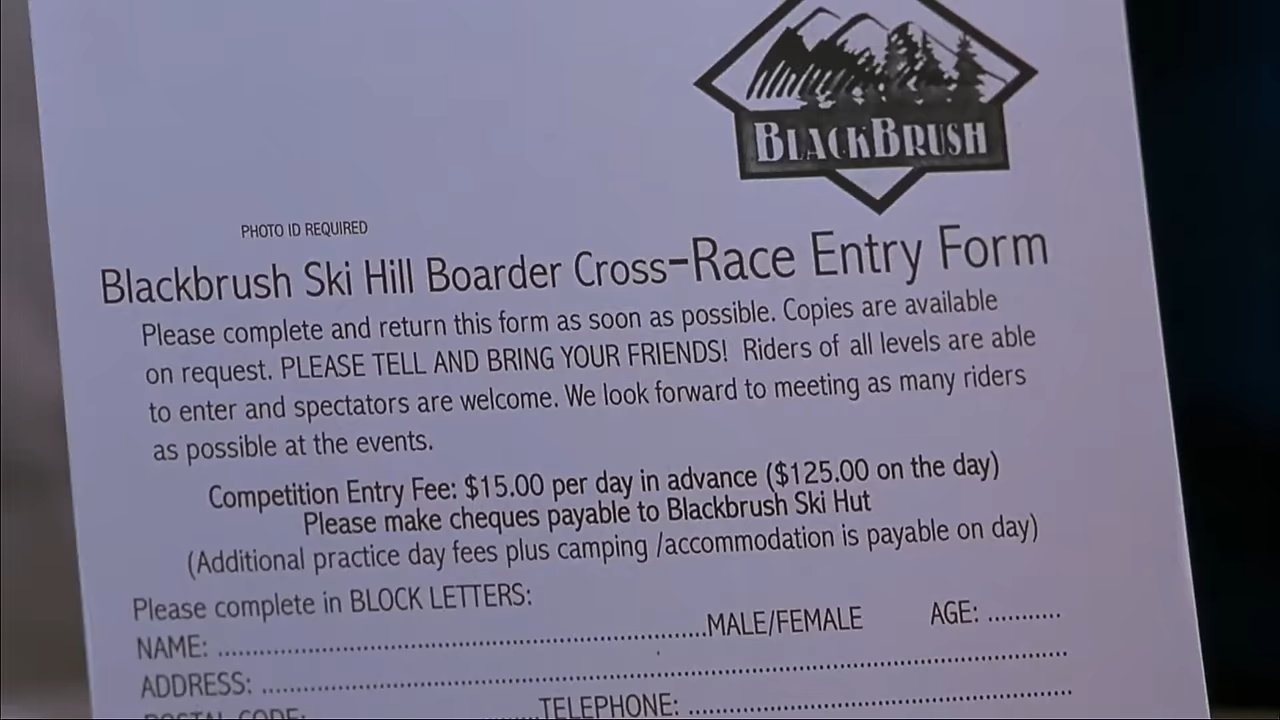 BLACKBRUSH
PHOTO ID REQUIRED
Blackbrush Ski Hill Boarder Cross-Race Entry Form
Please complete and return this form as soon as possible. Copies are available
on request. PLEASE TELL AND BRING YOUR FRIENDS! Riders of all levels are able
to enter and spectators are welcome. We look forward to meeting as many riders
as possible at the events.
Competition Entry Fee: $15.00 per day in advance ($125.00 on the day)
Please make cheques payable to Blackbrush Ski Hut
(Additional practice day fees plus camping /accommodation is payable on day)
Please complete in BLOCK LETTERS:
NAME: ..........................................................MALE/FEMALE AGE: ...........
ADDRESS: ................................................................................................
POSTAL CODE: ..............................TELEPHONE: ..............................................